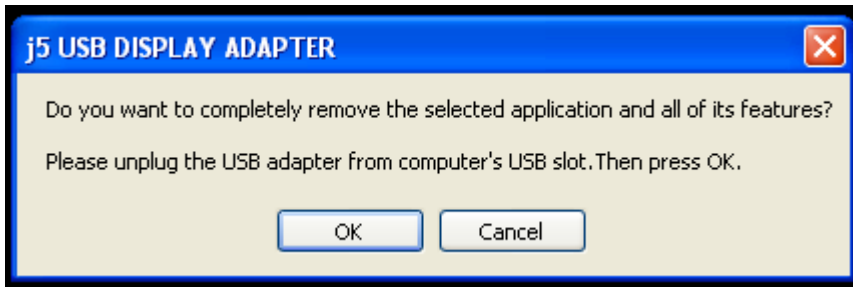 j5 USB DISPLAY ADAPTER
Do you want to completely remove the selected application and all of its features?
Please unplug the USB adapter from computer's USB slot.Then press OK.
OK
Cancel